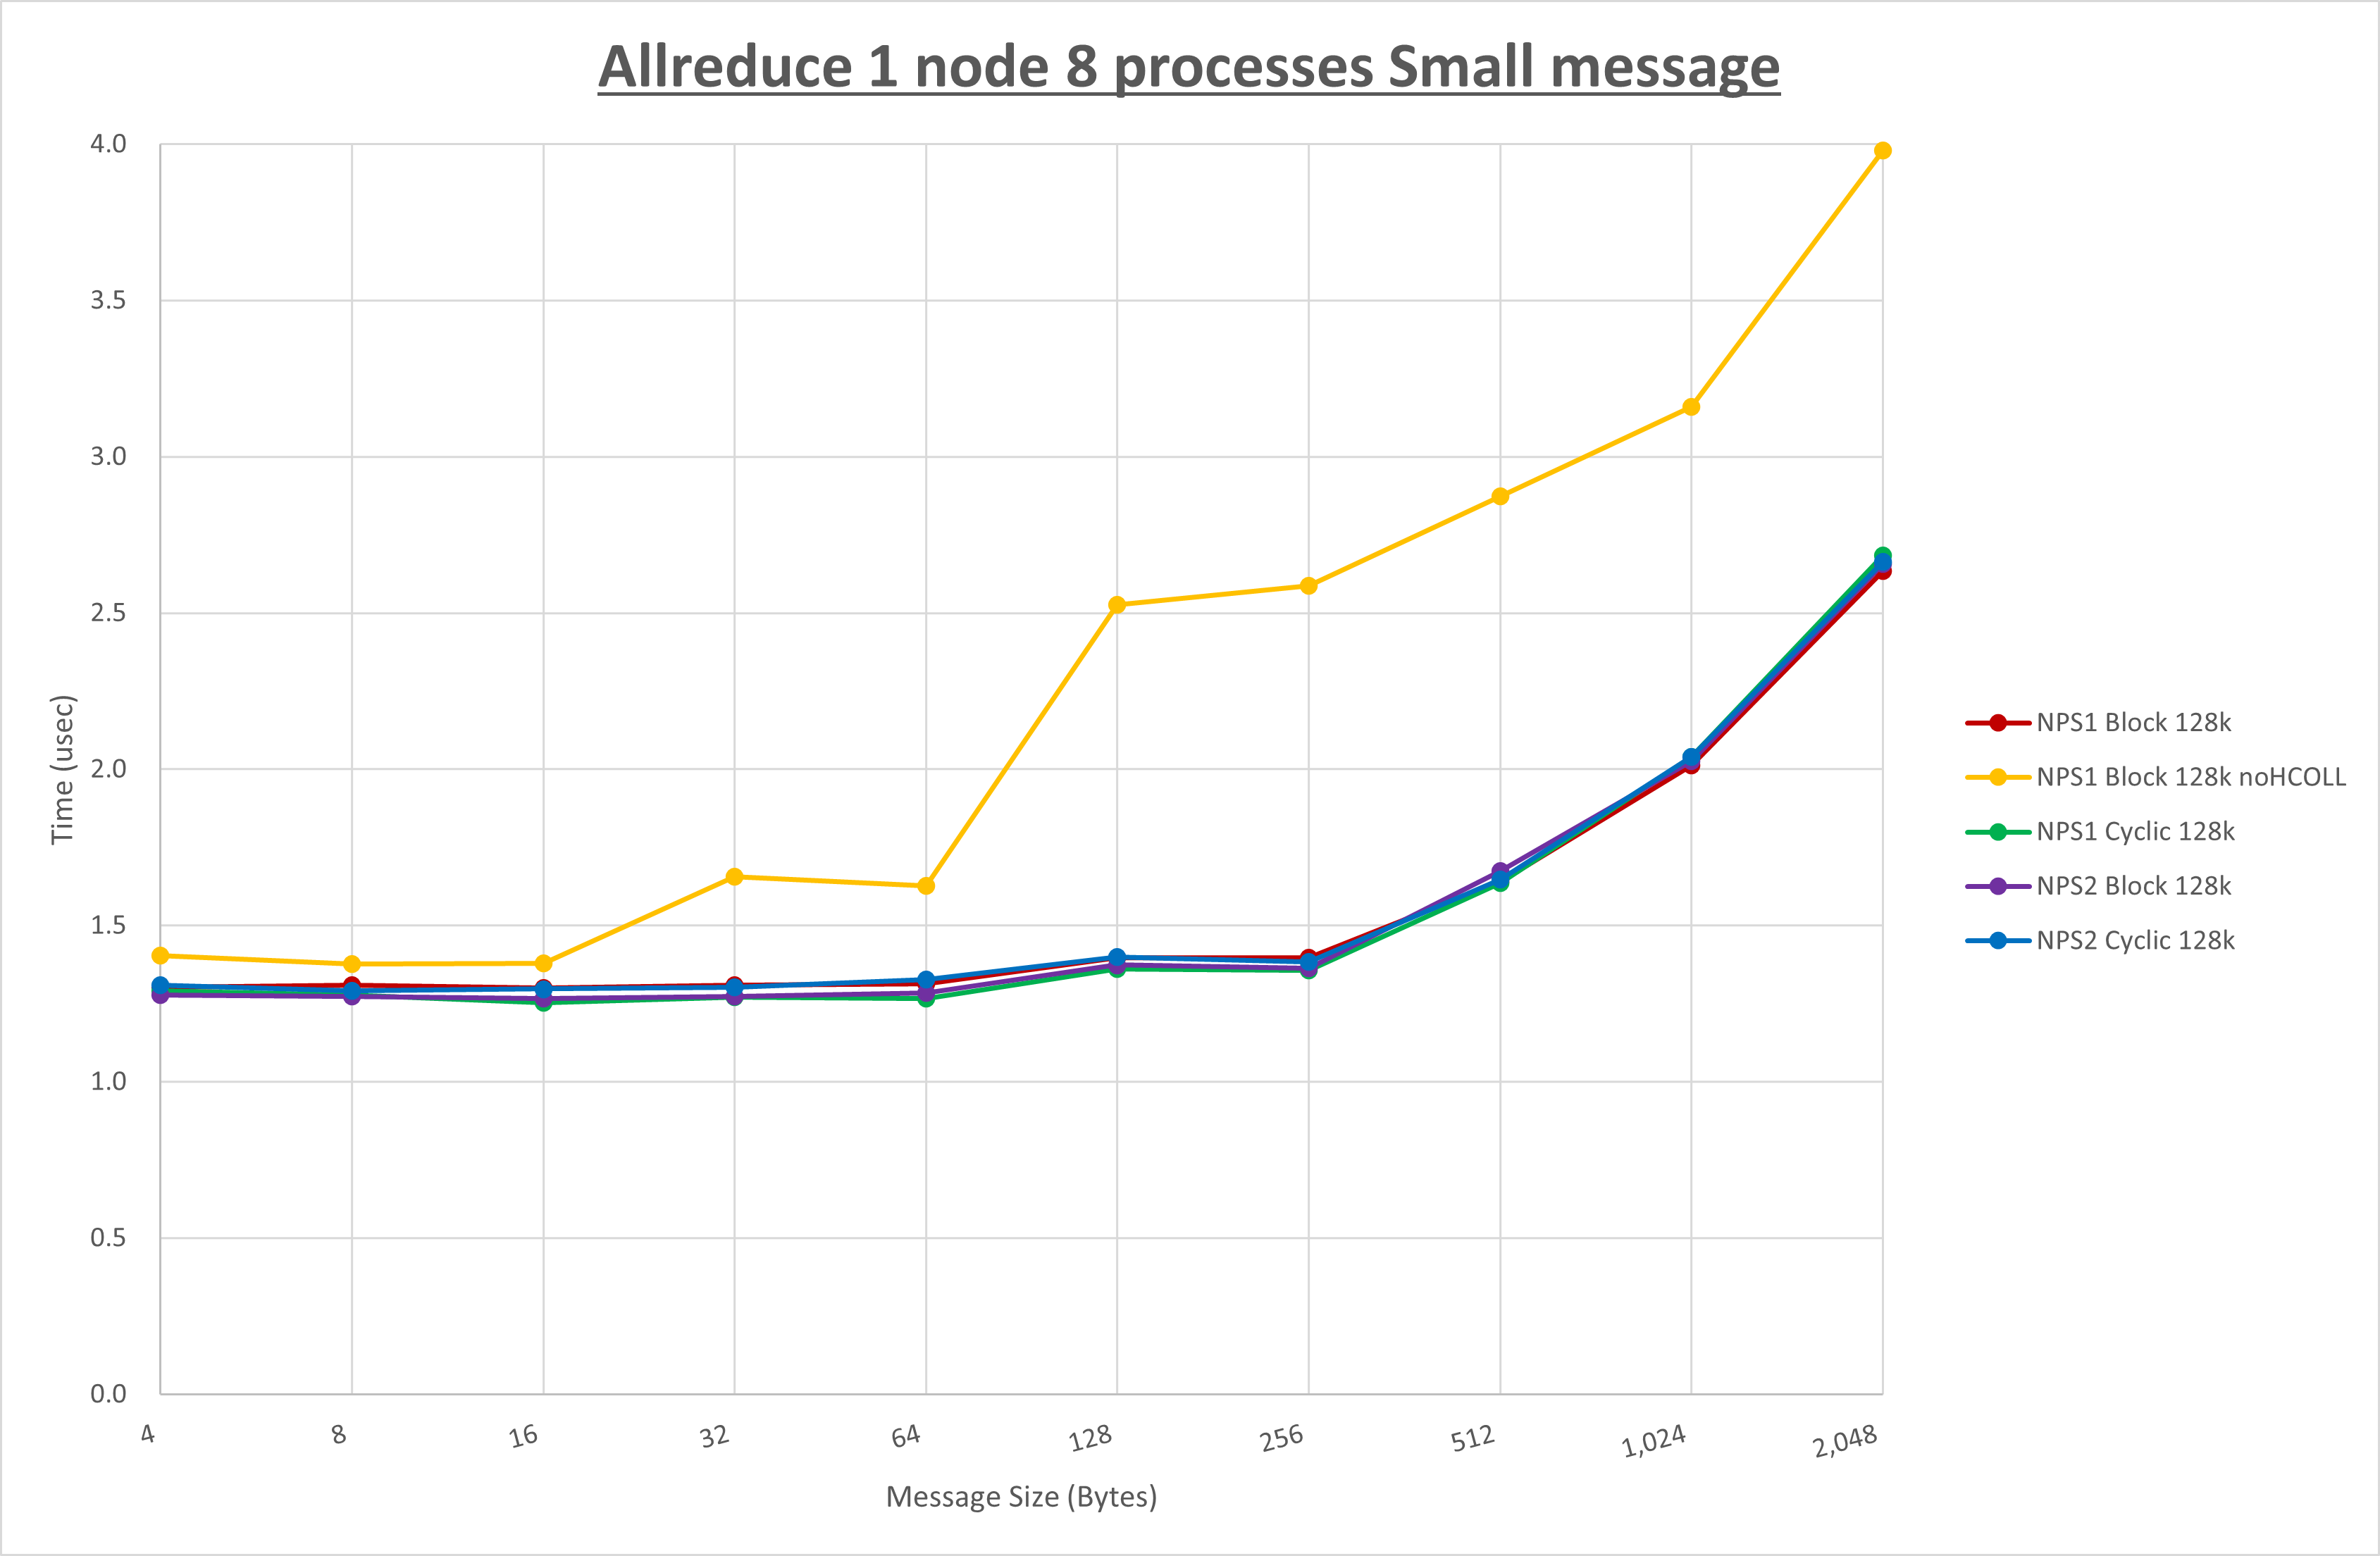 Allreduce 1 node 8 processes Small message
4.0
3.5
3.0
2.5
2.0
1.5
1.0
0.5
0.0
Time (usec)
4
8
16
32
64
128
256
512
1,024
2,048
Message Size (Bytes)
NPS1 Block 128k
NPS1 Block 128k noHCOLL
NPS1 Cyclic 128k
NPS2 Block 128k
NPS2 Cyclic 128k